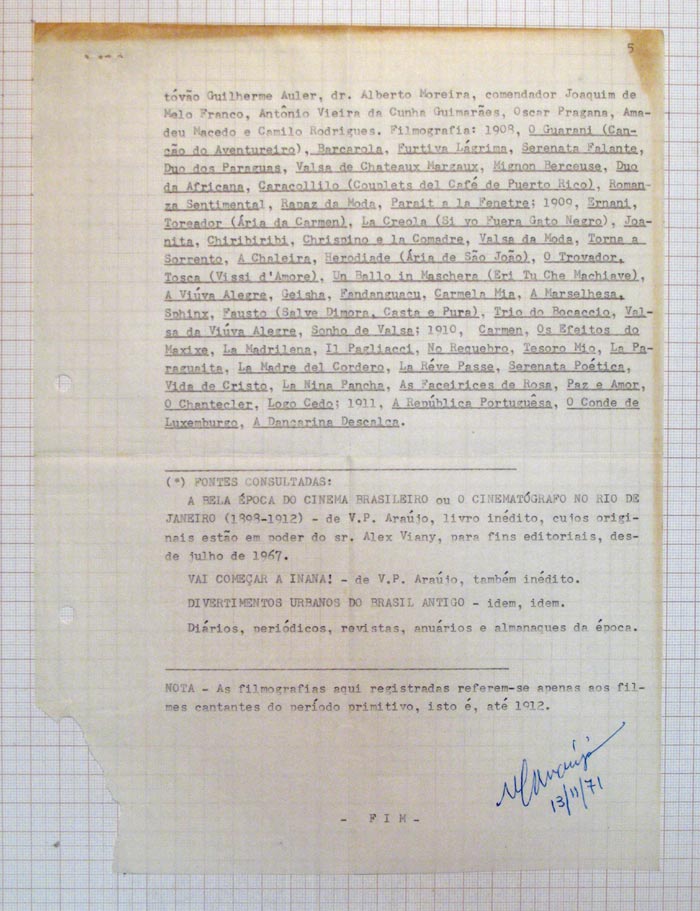 5
tóvão Guilherme Auler, dr. Alberto Moreira, comendador Joaquim de
Melo Franco, Antônio Vieira da Cunha Guimarães, Oscar Pragana, Ama-
deu Macedo e Camilo Rodrigues. Filmografia: 1908, O Guarani (Can-
ção do Aventureiro), Barcarola, Furtiva Lágrima, Serenata Falante,
Duo dos Paraguas, Valsa de Chateaux Margaux, Mignon Berceuse, Duo
da Africana, Caracollilo (Couplets del Café de Puerto Rico), Roman-
za Sentimental, Rapaz da Moda, Parait a la Fenetre; 1909, Ernani,
Toreador (Ária da Carmen), La Creola (Si yo Fuera Gato Negro), Joa-
nita, Chiribiribi, Chrispino e la Comadre, Valsa da Moda, Torna a
Sorrento, A Chaleira, Herodiade (Ária de São João), O Trovador,
Tosca (Vissi d'Amore), Un Ballo in Maschera (Eri Tu Che Machiave),
A Viúva Alegre, Geisha, Fandanguaçu, Carmela Mia, A Marselhesa,
Sphinx, Fausto (Salve Dimora, Casta e Pura), Trio do Bocaccio, Val-
sa da Viúva Alegre, Sonho de Valsa; 1910, Carmen, Os Efeitos do
Maxixe, La Madrilena, Il Pagliacci, No Requebro, Tesoro Mio, La Pa-
raguaita, La Madre del Cordero, La Réve Passe, Serenata Poética,
Vida de Cristo, La Nina Pancha, As Faceirices de Rosa, Paz e Amor,
O Chantecler, Logo Cedo; 1911, A República Portuguêsa, O Conde de
Luxemburgo, A Dançarina Descalça.
(*) FONTES CONSULTADAS:
A BELA ÉPOCA DO CINEMA BRASILEIRO ou O CINEMATÓGRAFO NO RIO DE
JANEIRO (1898-1912) - de V.P. Araújo, livro inédito, cujos origi-
nais estão em poder do sr. Alex Viany, para fins editoriais, des-
de julho de 1967.
VAI COMEÇAR A INANA! - de V.P. Araújo, também inédito.
DIVERTIMENTOS URBANOS DO BRASIL ANTIGO - idem, idem.
Diários, periódicos, revistas, anuários e almanaques da época.
NOTA - As filmografias aqui registradas referem-se apenas aos fil-
mes cantantes do período primitivo, isto é, até 1912.
13/11/71
- F I M -